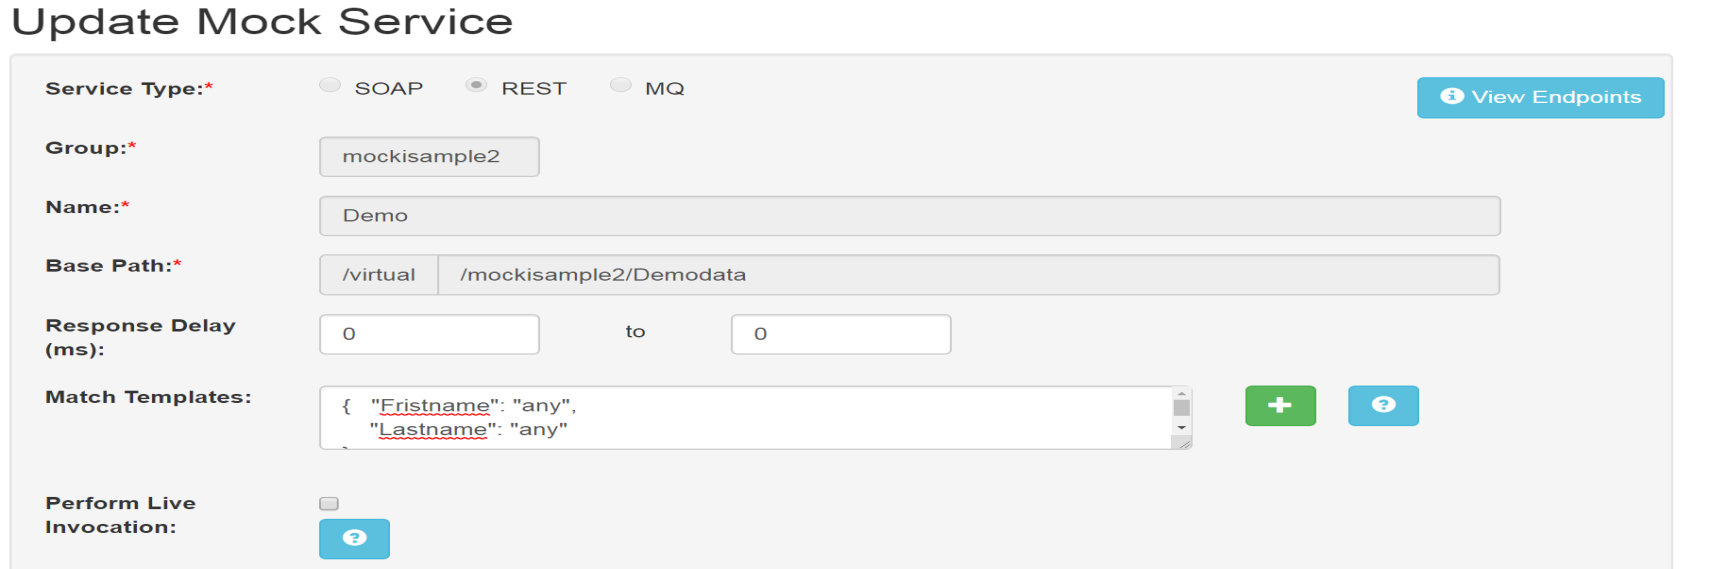 Update Mock Service
Service Type:* SOAP REST MQ
View Endpoints
Group:* mockisample2
Name:* Demo
Base Path:* /virtual /mockisample2/Demodata
Response Delay (ms): 0 to 0
Match Templates: { "Fristname": "any",
"Lastname": "any"
Perform Live
Invocation: